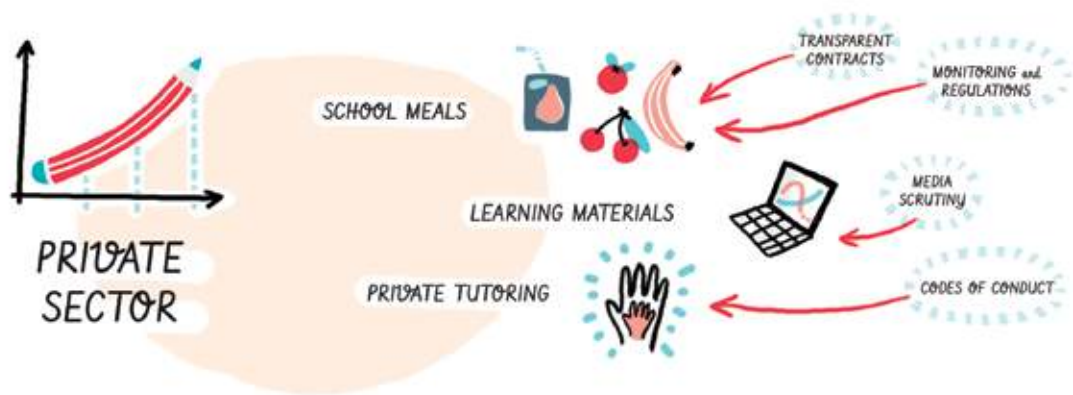 PRIVATE
SECTOR
SCHOOL MEALS
TRANSPARENT
CONTRACTS
MONITORING and
REGULATIONS
LEARNING MATERIALS
MEDIA
SCRUTINY
PRIVATE TUTORING
CODES OF CONDUCT